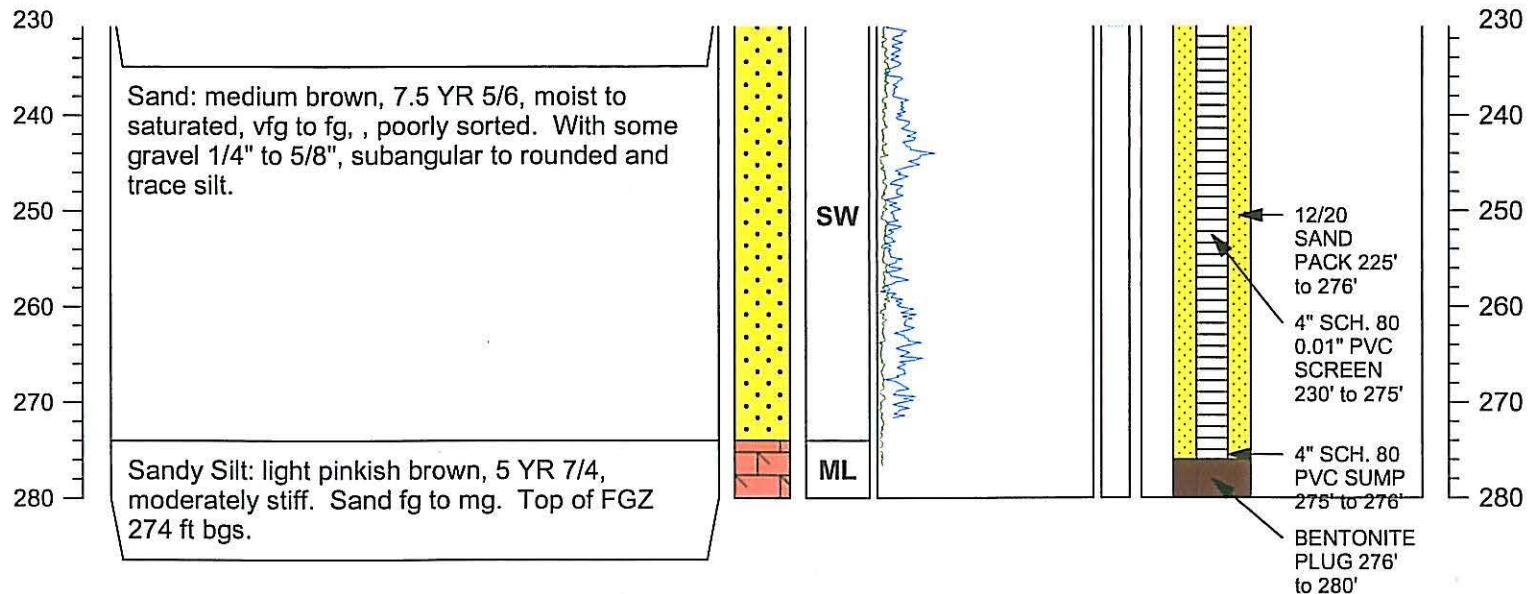 230
240
250
260
270
280
Sand: medium brown, 7.5 YR 5/6, moist to
saturated, vfg to fg, , poorly sorted. With some
gravel 1/4" to 5/8", subangular to rounded and
trace silt.
Sandy Silt: light pinkish brown, 5 YR 7/4,
moderately stiff. Sand fg to mg. Top of FGZ
274 ft bgs.
SW
ML
12/20
SAND
PACK 225'
to 276'
4" SCH. 80
0.01" PVC
SCREEN
230' to 275'
4" SCH. 80
PVC SUMP
275' to 276'
BENTONITE
PLUG 276'
to 280'
230
240
250
260
270
280